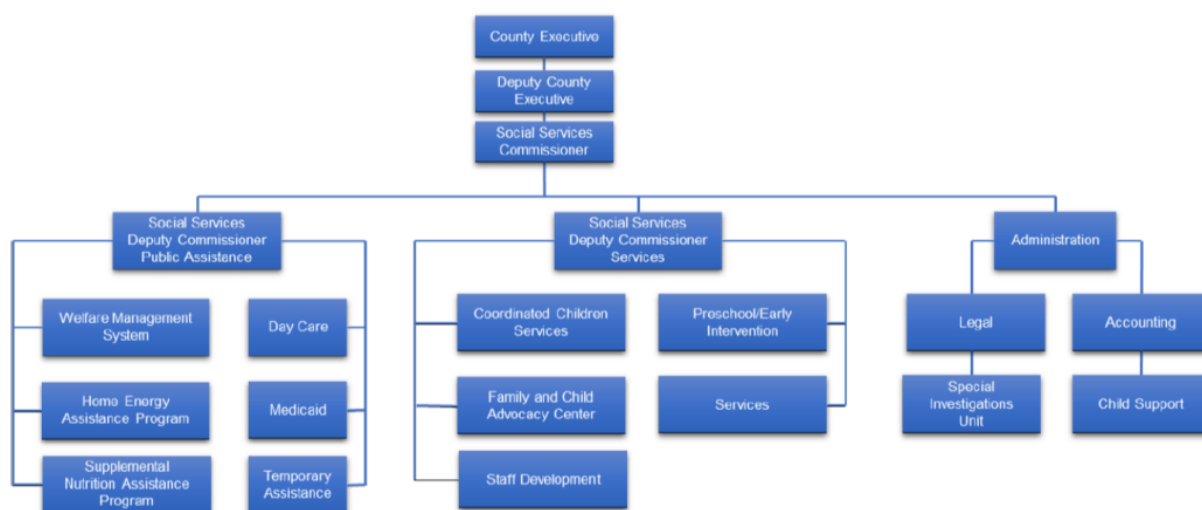 County Executive
Deputy County
Executive
Social Services
Commissioner
Social Services
Deputy Commissioner
Public Assistance
Social Services
Deputy Commissioner
Services
Administration
Welfare Management
System
Day Care
Coordinated Children
Services
Preschool/Early
Intervention
Legal
Accounting
Home Energy
Assistance Program
Medicaid
Family and Child
Advocacy Center
Services
Special
Investigations
Unit
Child Support
Supplemental
Nutrition Assistance
Program
Temporary
Assistance
Staff Development